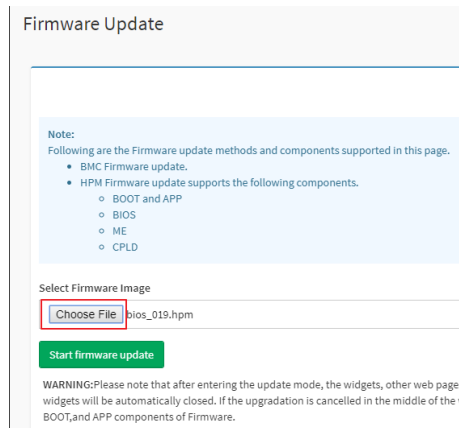 Firmware Update
Note:
Following are the Firmware update methods and components supported in this page.
BMC Firmware update.
HPM Firmware update supports the following components.
BOOT and APP
BIOS
ME
CPLD
Select Firmware Image
Choose File bios_019.hpm
Start firmware update
WARNING:Please note that after entering the update mode, the widgets, other web page
widgets will be automatically closed. If the upgradation is cancelled in the middle of the
BOOT,and APP components of Firmware.